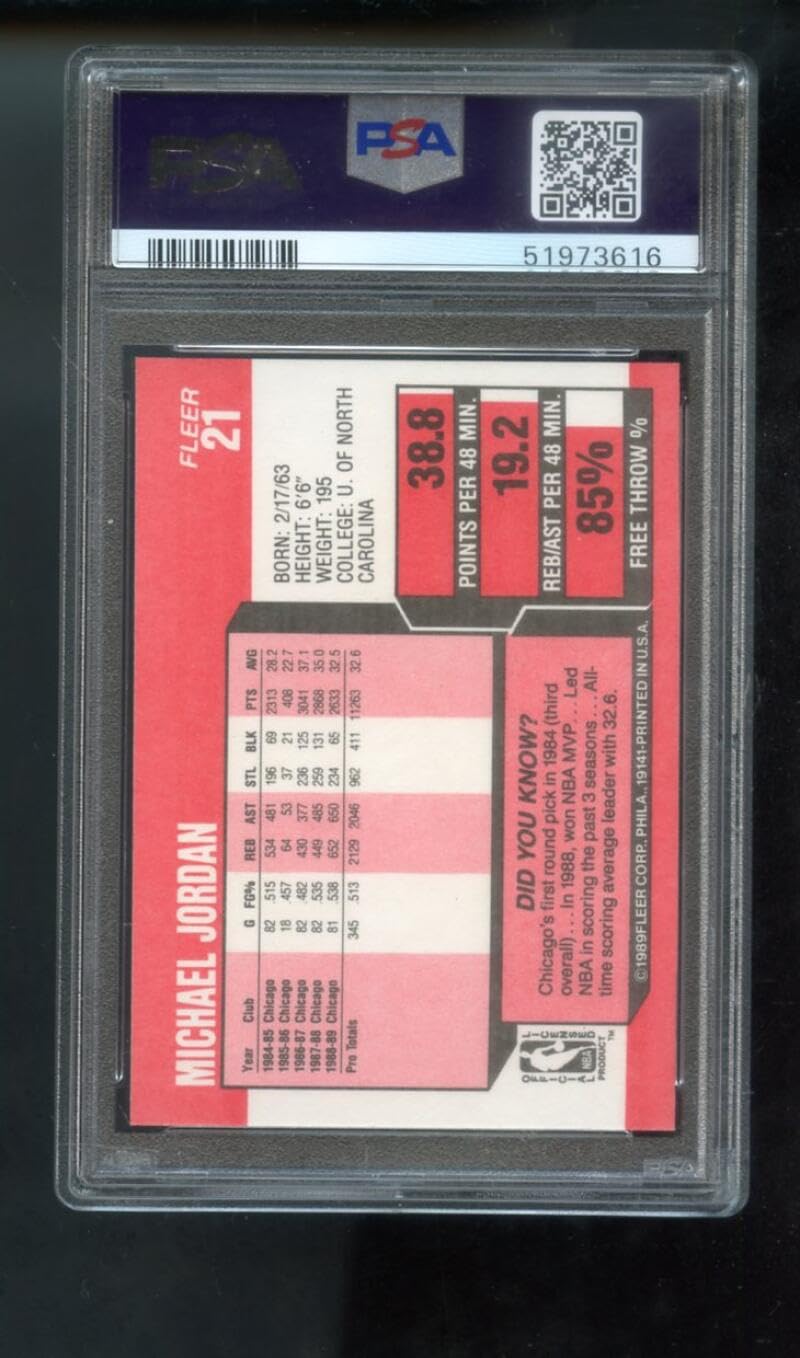 PSA
PSA
51973616
FLEER
21
MICHAEL JORDAN
BORN: 2/17/63
HEIGHT: 6'6"
WEIGHT: 195
COLLEGE: U. OF NORTH
CAROLINA
Year Club G FG% REB AST STL BLK PTS AVG
1984-85 Chicago 82 .515 534 481 196 69 2313 28.2
1985-86 Chicago 18 .457 64 53 37 21 408 22.7
1986-87 Chicago 82 .482 430 377 236 125 3041 37.1
1987-88 Chicago 82 .535 449 485 259 131 2868 35.0
1988-89 Chicago 81 .538 652 650 234 65 2633 32.5
Pro Totals 345 .513 2129 2046 962 411 11263 32.6
38.8
POINTS PER 48 MIN.
19.2
REB/AST PER 48 MIN.
85%
FREE THROW %
DID YOU KNOW?
Chicago's first round pick in 1984 (third
overall) . . . In 1988, won NBA MVP . . . Led
NBA in scoring the past 3 seasons . . . All-
time scoring average leader with 32.6.
OFFICIAL
NBA
LICENSED
PRODUCT™
©1989FLEER CORP., PHILA., 19141-PRINTED IN U.S.A.
PSA